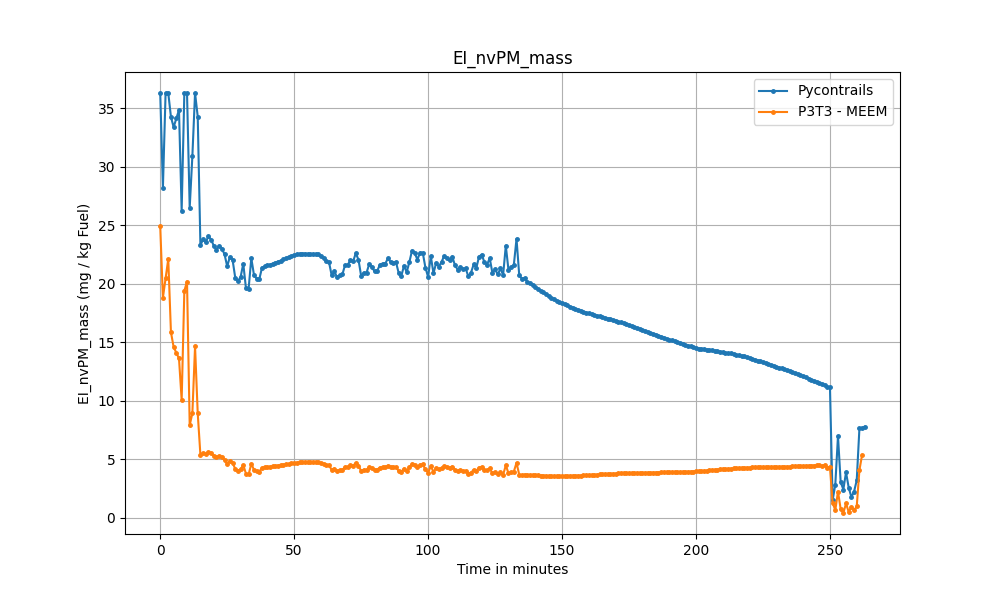 EI_nvPM_mass
Pycontrails
P3T3 - MEEM
EI_nvPM_mass (mg / kg Fuel)
35
30
25
20
15
10
5
0
0 50 100 150 200 250
Time in minutes